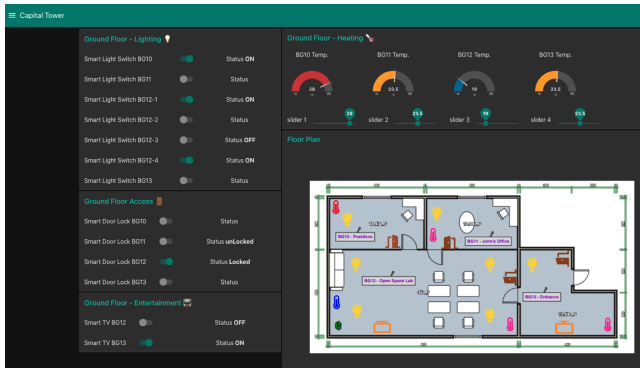 Capital Tower
Ground Floor - Lighting
Smart Light Switch BG10 Status ON
Smart Light Switch BG11 Status
Smart Light Switch BG12-1 Status ON
Smart Light Switch BG12-2 Status
Smart Light Switch BG12-3 Status OFF
Smart Light Switch BG12-4 Status ON
Smart Light Switch BG13 Status
Ground Floor Access
Smart Door Lock BG10 Status
Smart Door Lock BG11 Status unLocked
Smart Door Lock BG12 Status Locked
Smart Door Lock BG13 Status
Ground Floor - Entertainment
Smart TV BG12 Status OFF
Smart TV BG13 Status ON
Ground Floor - Heating
BG10 Temp. BG11 Temp. BG12 Temp. BG13 Temp.
28 23.5 19 23.5
slider 1 28 slider 2 23.5 slider 3 19 slider 4 23.5
Floor Plan
BG10 - Postdocs
BG11 - John's Office
BG12 - Open Space Lab
BG13 - Entrance